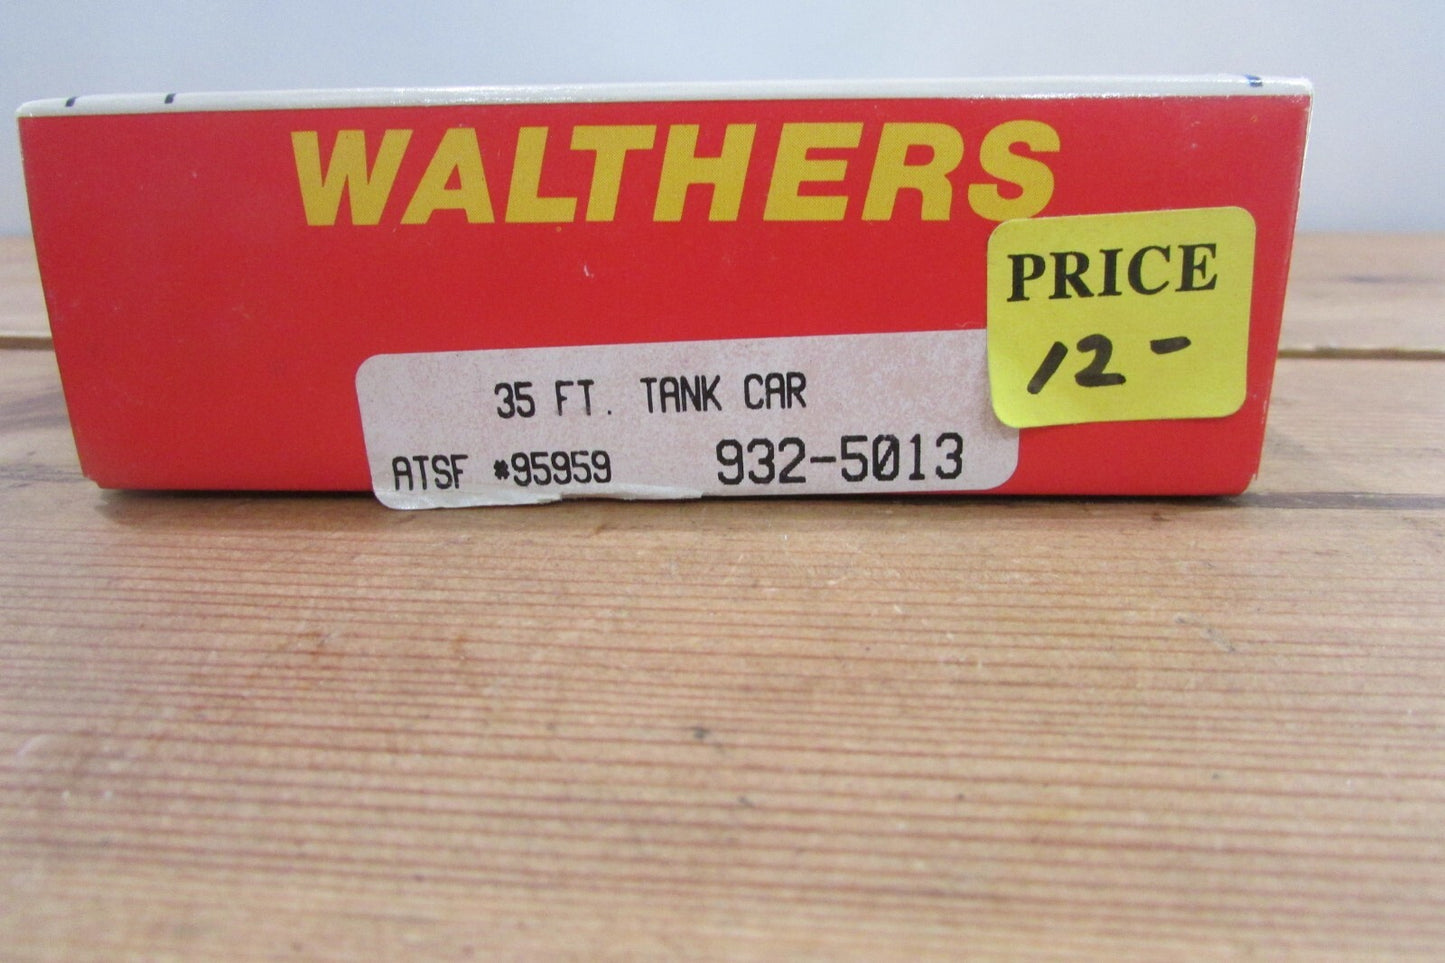 WALTHERS
PRICE
12-
35 FT. TANK CAR
ATSF #95959 932-5013